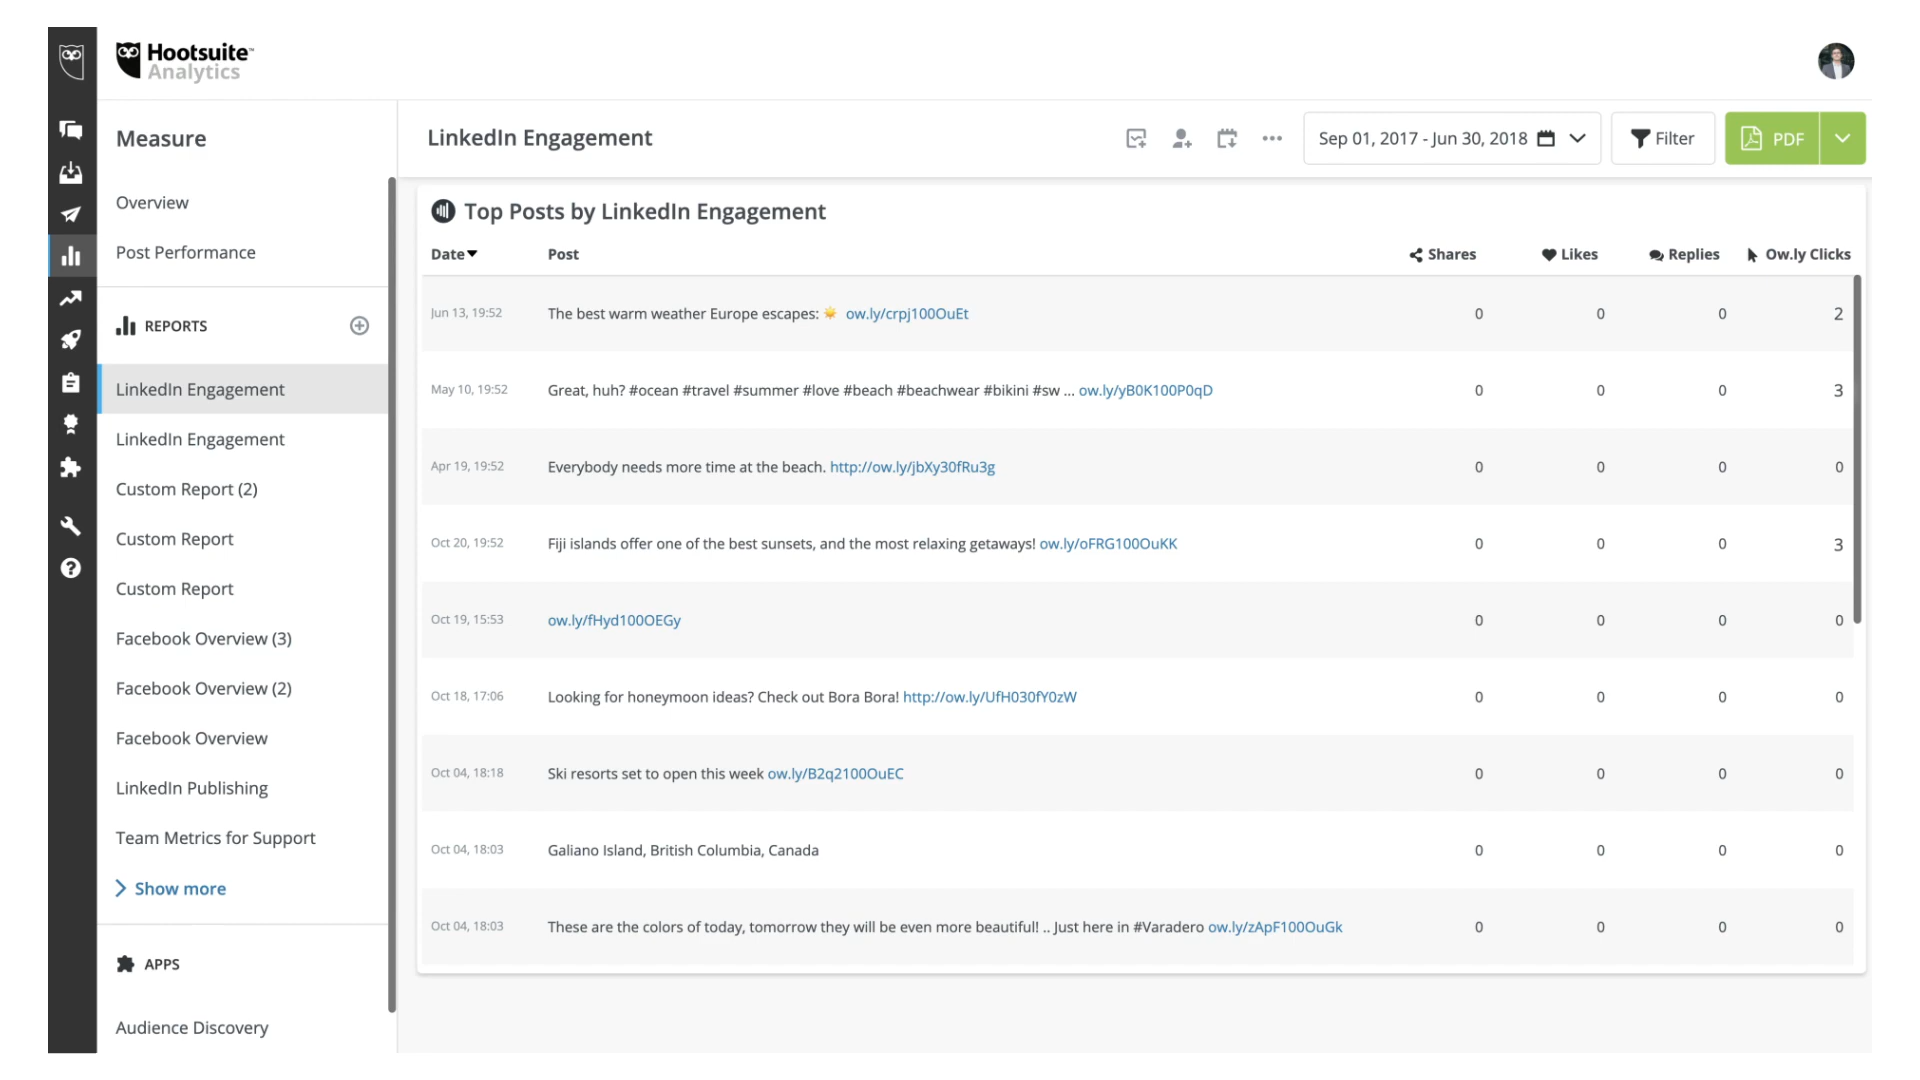 Hootsuite™
Analytics
Measure
Overview
Post Performance
REPORTS
LinkedIn Engagement
LinkedIn Engagement
Custom Report (2)
Custom Report
Custom Report
Facebook Overview (3)
Facebook Overview (2)
Facebook Overview
LinkedIn Publishing
Team Metrics for Support
Show more
APPS
Audience Discovery
LinkedIn Engagement
Sep 01, 2017 - Jun 30, 2018
Filter
PDF
Top Posts by LinkedIn Engagement
Date Post Shares Likes Replies Ow.ly Clicks
Jun 13, 19:52 The best warm weather Europe escapes: ☀ ow.ly/crpj100OuEt 0 0 0 2
May 10, 19:52 Great, huh? #ocean #travel #summer #love #beach #beachwear #bikini #sw ... ow.ly/yB0K100P0qD 0 0 0 3
Apr 19, 19:52 Everybody needs more time at the beach. http://ow.ly/jbXy30fRu3g 0 0 0 0
Oct 20, 19:52 Fiji islands offer one of the best sunsets, and the most relaxing getaways! ow.ly/oFRG100OuKK 0 0 0 3
Oct 19, 15:53 ow.ly/fHyd100OEGy 0 0 0 0
Oct 18, 17:06 Looking for honeymoon ideas? Check out Bora Bora! http://ow.ly/UfH030fY0zW 0 0 0 0
Oct 04, 18:18 Ski resorts set to open this week ow.ly/B2q2100OuEC 0 0 0 0
Oct 04, 18:03 Galiano Island, British Columbia, Canada 0 0 0 0
Oct 04, 18:03 These are the colors of today, tomorrow they will be even more beautiful! .. Just here in #Varadero ow.ly/zApF100OuGk 0 0 0 0